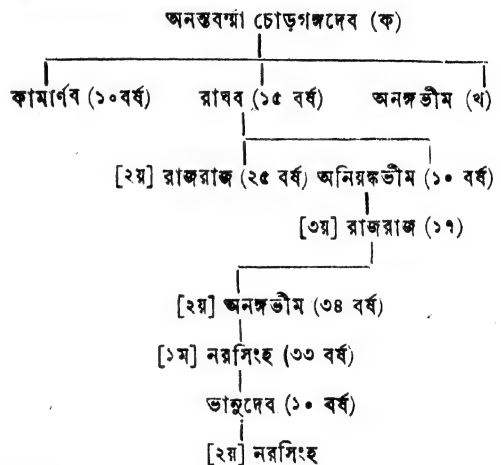 অনন্তবর্ম্মা চোড়গঙ্গদেব (ক)
কামার্ণব (১০বর্ষ) রাঘব (১৫ বর্ষ) অনঙ্গভীম (খ)
[২য়] রাজরাজ (২৫ বর্ষ) অনিয়ঙ্কভীম (১০ বর্ষ)
[৩য়] রাজরাজ (১৭)
[২য়] অনঙ্গভীম (৩৪ বর্ষ)
[১ম] নরসিংহ (৩৩ বর্ষ)
ভানুদেব (১০ বর্ষ)
[২য়] নরসিংহ